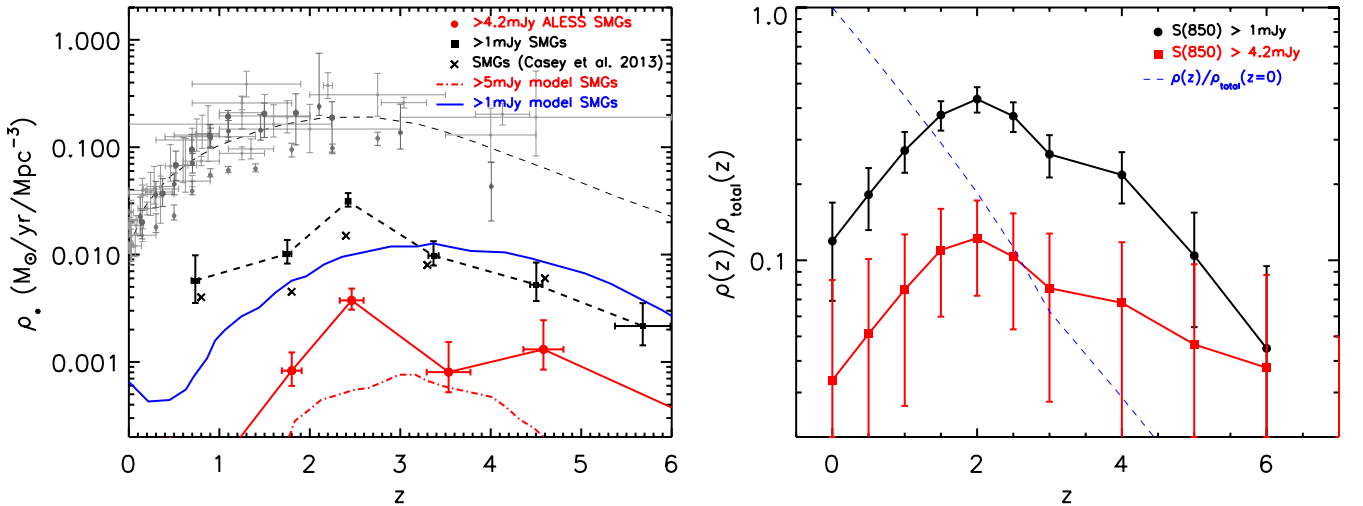 >4.2mJy ALESS SMGs
>1mJy SMGs
SMGs (Casey et al. 2013)
>5mJy model SMGs
>1mJy model SMGs
1.000
0.100
0.010
0.001
ρ* (M⊙/yr/Mpc⁻³)
0 1 2 3 4 5 6
z
S(850) > 1mJy
S(850) > 4.2mJy
ρ(z)/ρtotal(z=0)
1.0
0.1
ρ(z)/ρtotal(z)
0 2 4 6
z